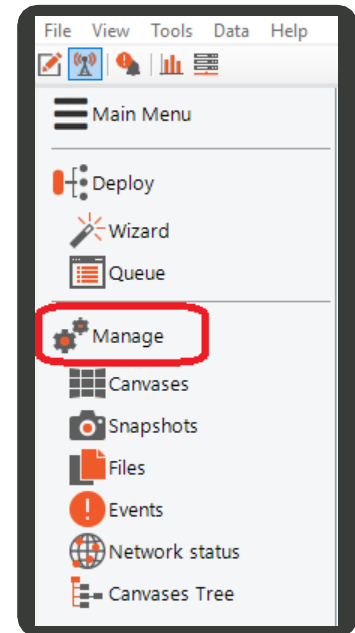 File View Tools Data Help
Main Menu
Deploy
Wizard
Queue
Manage
Canvases
Snapshots
Files
Events
Network status
Canvases Tree